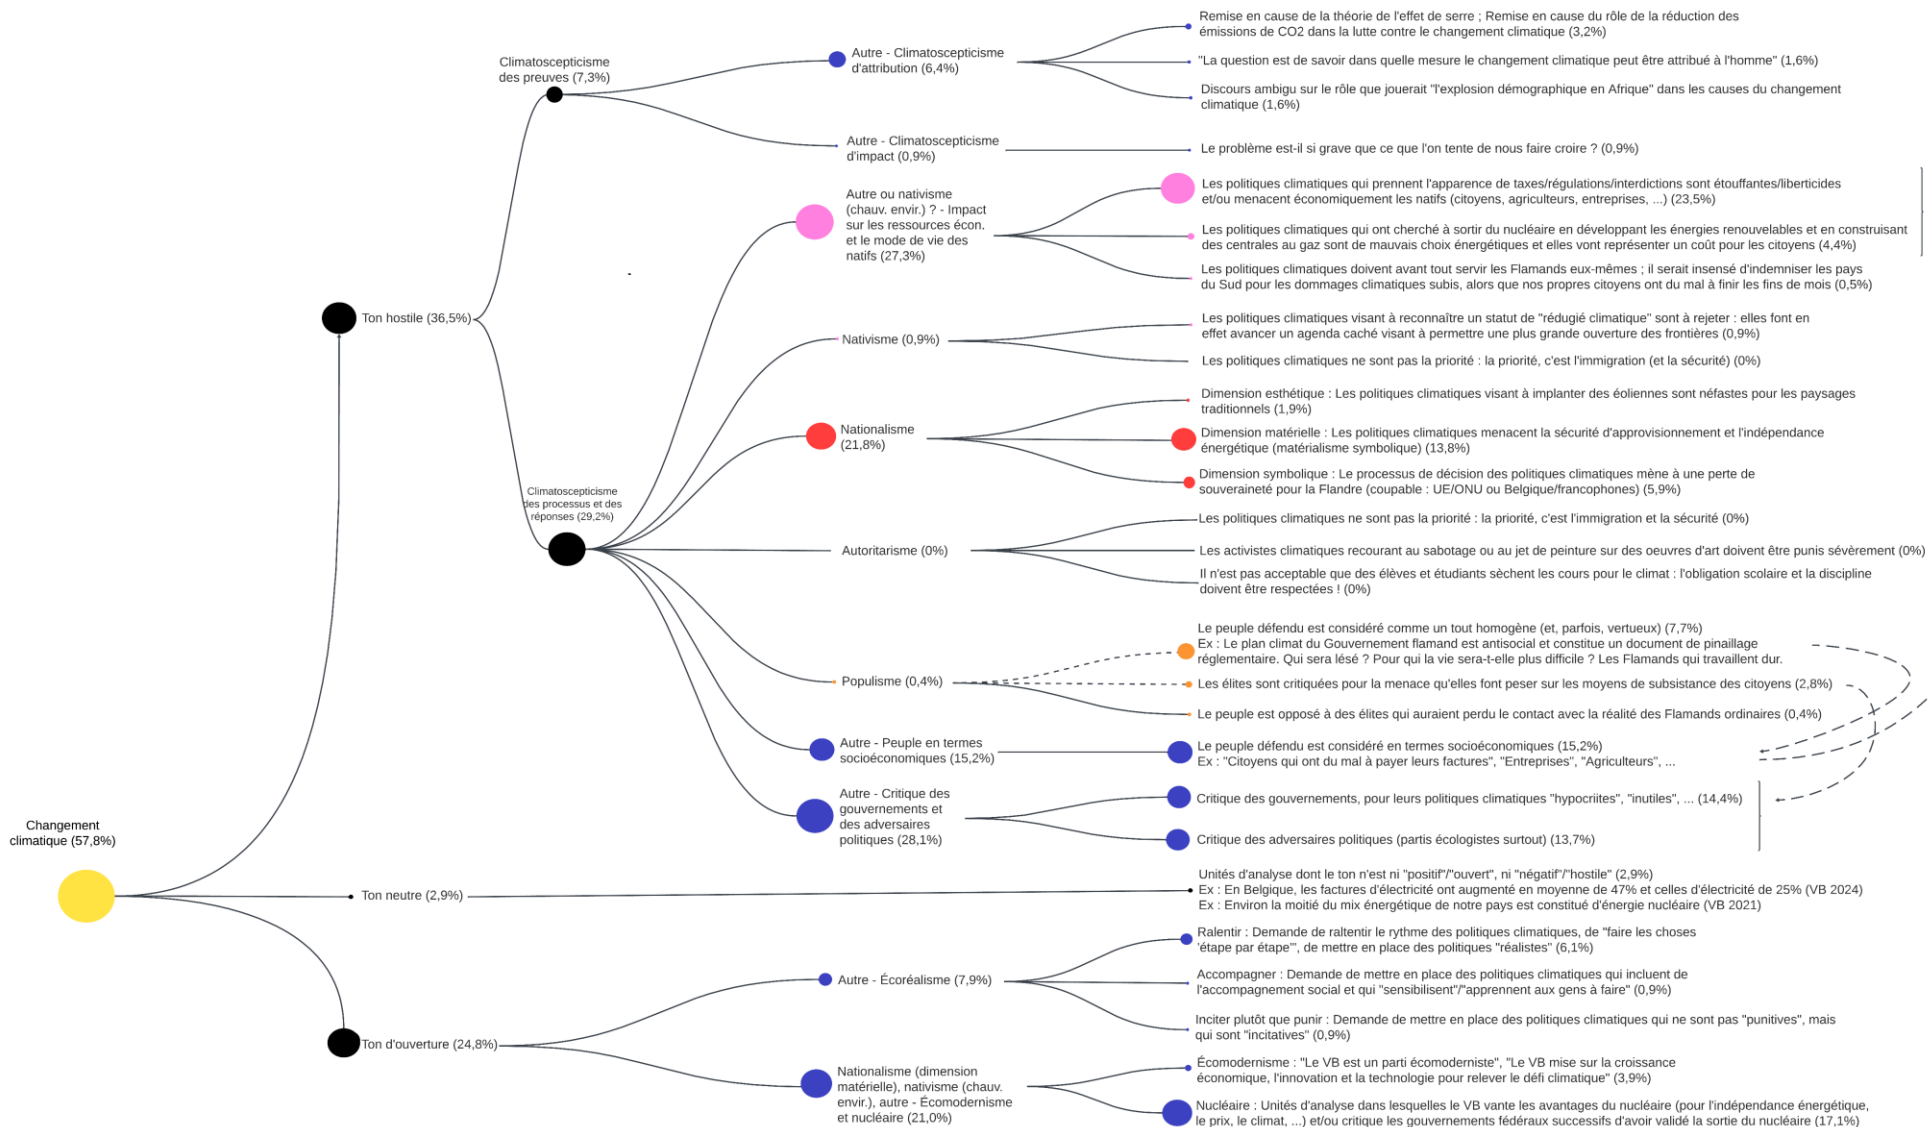 Remise en cause de la théorie de l'effet de serre ; Remise en cause du rôle de la réduction des
émissions de CO2 dans la lutte contre le changement climatique (3,2%)
Climatoscepticisme
des preuves (7,3%)
Autre - Climatoscepticisme
d'attribution (6,4%)
"La question est de savoir dans quelle mesure le changement climatique peut être attribué à l'homme" (1,6%)
Discours ambigu sur le rôle que jouerait "l'explosion démographique en Afrique" dans les causes du changement
climatique (1,6%)
Autre - Climatoscepticisme
d'impact (0,9%)
Le problème est-il si grave que ce que l'on tente de nous faire croire ? (0,9%)
Autre ou nativisme
(chauv. envir.) ? - Impact
sur les ressources écon.
et le mode de vie des
natifs (27,3%)
Les politiques climatiques qui prennent l'apparence de taxes/régulations/interdictions sont étouffantes/liberticides
et/ou menacent économiquement les natifs (citoyens, agriculteurs, entreprises, ...) (23,5%)
Les politiques climatiques qui ont cherché à sortir du nucléaire en développant les énergies renouvelables et en construisant
des centrales au gaz sont de mauvais choix énergétiques et elles vont représenter un coût pour les citoyens (4,4%)
Les politiques climatiques doivent avant tout servir les Flamands eux-mêmes ; il serait insensé d'indemniser les pays
du Sud pour les dommages climatiques subis, alors que nos propres citoyens ont du mal à finir les fins de mois (0,5%)
Ton hostile (36,5%)
Nativisme (0,9%)
Les politiques climatiques visant à reconnaître un statut de "rédugié climatique" sont à rejeter : elles font en
effet avancer un agenda caché visant à permettre une plus grande ouverture des frontières (0,9%)
Les politiques climatiques ne sont pas la priorité : la priorité, c'est l'immigration (et la sécurité) (0%)
Nationalisme
(21,8%)
Dimension esthétique : Les politiques climatiques visant à implanter des éoliennes sont néfastes pour les paysages
traditionnels (1,9%)
Dimension matérielle : Les politiques climatiques menacent la sécurité d'approvisionnement et l'indépendance
énergétique (matérialisme symbolique) (13,8%)
Dimension symbolique : Le processus de décision des politiques climatiques mène à une perte de
souveraineté pour la Flandre (coupable : UE/ONU ou Belgique/francophones) (5,9%)
Climatoscepticisme
des processus et des
réponses (29,2%)
Autoritarisme (0%)
Les politiques climatiques ne sont pas la priorité : la priorité, c'est l'immigration et la sécurité (0%)
Les activistes climatiques recourant au sabotage ou au jet de peinture sur des oeuvres d'art doivent être punis sévèrement (0%)
Il n'est pas acceptable que des élèves et étudiants sèchent les cours pour le climat : l'obligation scolaire et la discipline
doivent être respectées ! (0%)
Populisme (0,4%)
Le peuple défendu est considéré comme un tout homogène (et, parfois, vertueux) (7,7%)
Ex : Le plan climat du Gouvernement flamand est antisocial et constitue un document de pinaillage
réglementaire. Qui sera lésé ? Pour qui la vie sera-t-elle plus difficile ? Les Flamands qui travaillent dur.
Les élites sont critiquées pour la menace qu'elles font peser sur les moyens de subsistance des citoyens (2,8%)
Le peuple est opposé à des élites qui auraient perdu le contact avec la réalité des Flamands ordinaires (0,4%)
Autre - Peuple en termes
socioéconomiques (15,2%)
Le peuple défendu est considéré en termes socioéconomiques (15,2%)
Ex : "Citoyens qui ont du mal à payer leurs factures", "Entreprises", "Agriculteurs", ...
Autre - Critique des
gouvernements et
des adversaires
politiques (28,1%)
Critique des gouvernements, pour leurs politiques climatiques "hypocriites", "inutiles", ... (14,4%)
Critique des adversaires politiques (partis écologistes surtout) (13,7%)
Changement
climatique (57,8%)
Ton neutre (2,9%)
Unités d'analyse dont le ton n'est ni "positif"/"ouvert", ni "négatif"/"hostile" (2,9%)
Ex : En Belgique, les factures d'électricité ont augmenté en moyenne de 47% et celles d'électricité de 25% (VB 2024)
Ex : Environ la moitié du mix énergétique de notre pays est constitué d'énergie nucléaire (VB 2021)
Ton d'ouverture (24,8%)
Autre - Écoréalisme (7,9%)
Ralentir : Demande de raltentir le rythme des politiques climatiques, de "faire les choses
'étape par étape'", de mettre en place des politiques "réalistes" (6,1%)
Accompagner : Demande de mettre en place des politiques climatiques qui incluent de
l'accompagnement social et qui "sensibilisent"/"apprennent aux gens à faire" (0,9%)
Inciter plutôt que punir : Demande de mettre en place des politiques climatiques qui ne sont pas "punitives", mais
qui sont "incitatives" (0,9%)
Nationalisme (dimension
matérielle), nativisme (chauv.
envir.), autre - Écomodernisme
et nucléaire (21,0%)
Écomodernisme : "Le VB est un parti écomoderniste", "Le VB mise sur la croissance
économique, l'innovation et la technologie pour relever le défi climatique" (3,9%)
Nucléaire : Unités d'analyse dans lesquelles le VB vante les avantages du nucléaire (pour l'indépendance énergétique,
le prix, le climat, ...) et/ou critique les gouvernements fédéraux successifs d'avoir validé la sortie du nucléaire (17,1%)